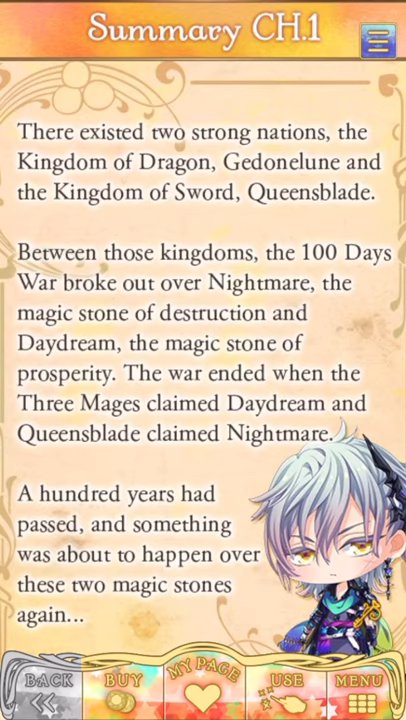 Summary CH.1
There existed two strong nations, the
Kingdom of Dragon, Gedonelune and
the Kingdom of Sword, Queensblade.
Between those kingdoms, the 100 Days
War broke out over Nightmare, the
magic stone of destruction and
Daydream, the magic stone of
prosperity. The war ended when the
Three Mages claimed Daydream and
Queensblade claimed Nightmare.
A hundred years had
passed, and something
was about to happen over
these two magic stones
again...
BACK
BUY
MY PAGE
USE
MENU